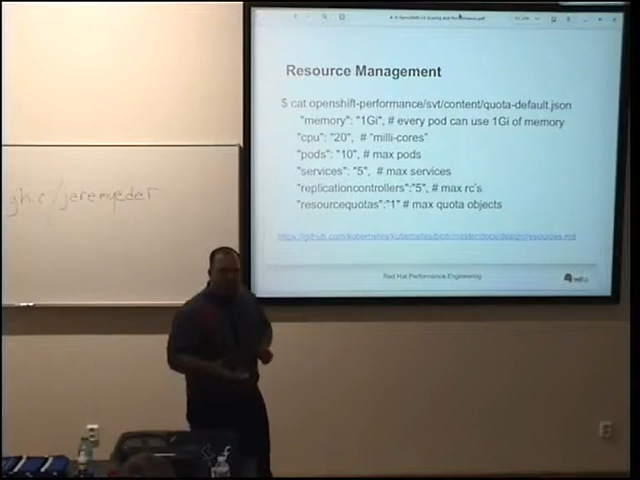 Resource Management
$ cat openshift-performance/svt/content/quota-default.json
"memory": "1Gi", # every pod can use 1Gi of memory
"cpu": "20", # "milli-cores"
"pods": "10", # max pods
"services": "5", # max services
"replicationcontrollers":"5", # max rc's
"resourcequotas":"1" # max quota objects
https://github.com/kubernetes/kubernetes/blob/master/docs/design/resources.md
Red Hat Performance Engineering
/jeremyeder